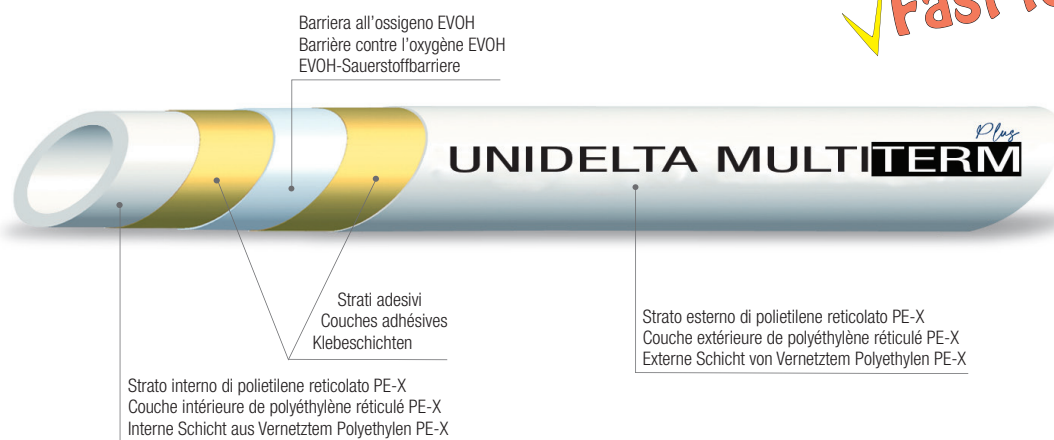 Barriera all'ossigeno EVOH
Barrière contre l'oxygène EVOH
EVOH-Sauerstoffbarriere
Plus
UNIDELTA MULTITERM
Strati adesivi
Couches adhésives
Klebeschichten
Strato esterno di polietilene reticolato PE-X
Couche extérieure de polyéthylène réticulé PE-X
Externe Schicht von Vernetztem Polyethylen PE-X
Strato interno di polietilene reticolato PE-X
Couche intérieure de polyéthylène réticulé PE-X
Interne Schicht aus Vernetztem Polyethylen PE-X